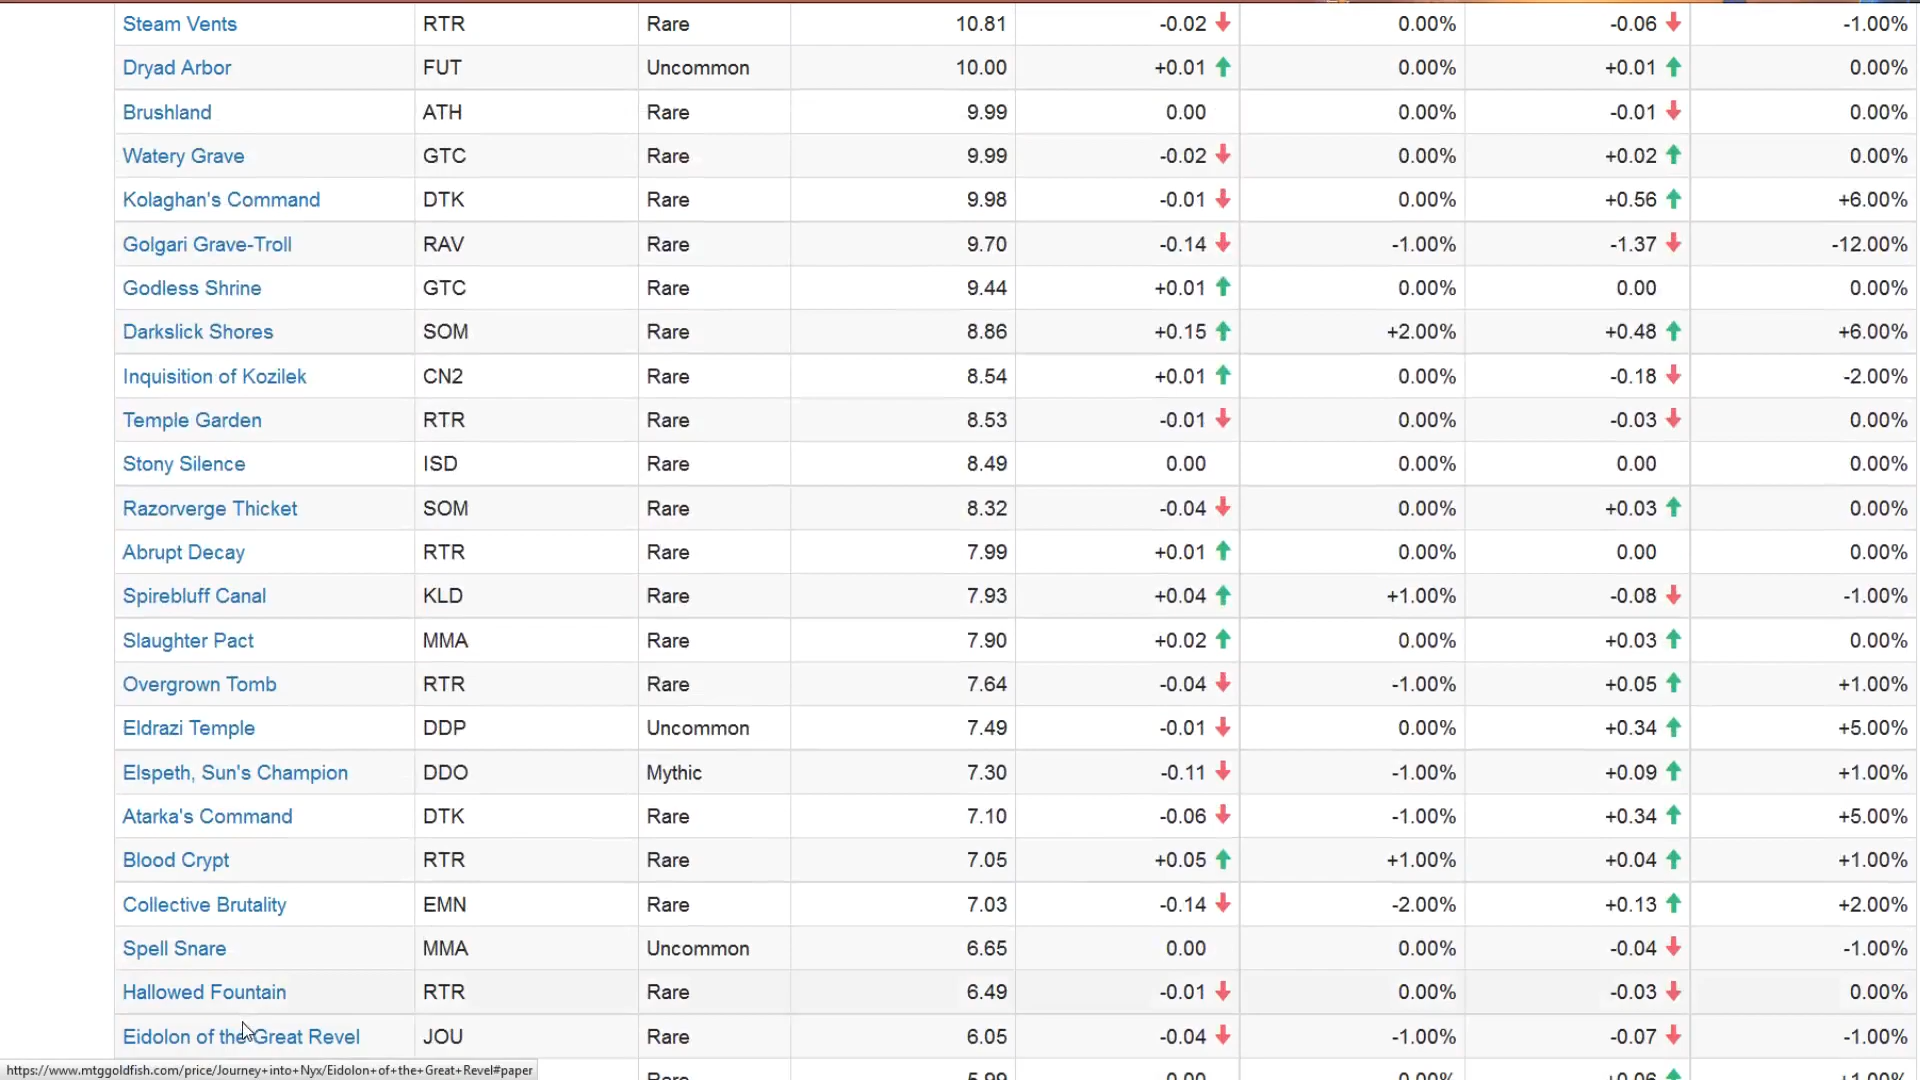 Steam Vents RTR Rare 10.81 -0.02 0.00% -0.06 -1.00%
Dryad Arbor FUT Uncommon 10.00 +0.01 0.00% +0.01 0.00%
Brushland ATH Rare 9.99 0.00 0.00% -0.01 0.00%
Watery Grave GTC Rare 9.99 -0.02 0.00% +0.02 0.00%
Kolaghan's Command DTK Rare 9.98 -0.01 0.00% +0.56 +6.00%
Golgari Grave-Troll RAV Rare 9.70 -0.14 -1.00% -1.37 -12.00%
Godless Shrine GTC Rare 9.44 +0.01 0.00% 0.00 0.00%
Darkslick Shores SOM Rare 8.86 +0.15 +2.00% +0.48 +6.00%
Inquisition of Kozilek CN2 Rare 8.54 +0.01 0.00% -0.18 -2.00%
Temple Garden RTR Rare 8.53 -0.01 0.00% -0.03 0.00%
Stony Silence ISD Rare 8.49 0.00 0.00% 0.00 0.00%
Razorverge Thicket SOM Rare 8.32 -0.04 0.00% +0.03 0.00%
Abrupt Decay RTR Rare 7.99 +0.01 0.00% 0.00 0.00%
Spirebluff Canal KLD Rare 7.93 +0.04 +1.00% -0.08 -1.00%
Slaughter Pact MMA Rare 7.90 +0.02 0.00% +0.03 0.00%
Overgrown Tomb RTR Rare 7.64 -0.04 -1.00% +0.05 +1.00%
Eldrazi Temple DDP Uncommon 7.49 -0.01 0.00% +0.34 +5.00%
Elspeth, Sun's Champion DDO Mythic 7.30 -0.11 -1.00% +0.09 +1.00%
Atarka's Command DTK Rare 7.10 -0.06 -1.00% +0.34 +5.00%
Blood Crypt RTR Rare 7.05 +0.05 +1.00% +0.04 +1.00%
Collective Brutality EMN Rare 7.03 -0.14 -2.00% +0.13 +2.00%
Spell Snare MMA Uncommon 6.65 0.00 0.00% -0.04 -1.00%
Hallowed Fountain RTR Rare 6.49 -0.01 0.00% -0.03 0.00%
Eidolon of the Great Revel JOU Rare 6.05 -0.04 -1.00% -0.07 -1.00%
https://www.mtggoldfish.com/price/Journey+into+Nyx/Eidolon+of+the+Great+Revel#paper
Rare 5.99 0.00 0.00% +0.06 +1.00%